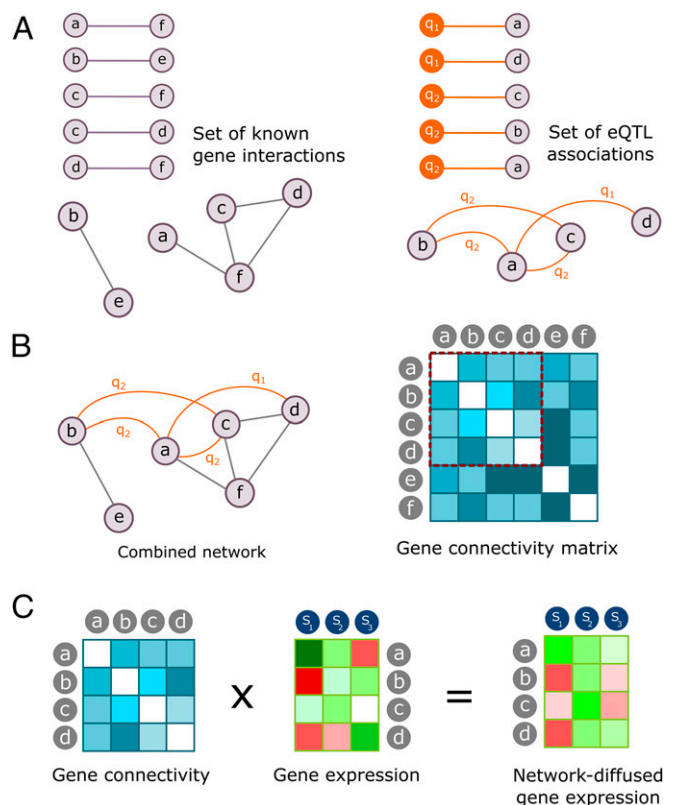 A
a f
b e
c f
c d
d f
Set of known
gene interactions
b
e
a
c
d
f
q1 a
q1 d
q2 c
q2 b
q2 a
Set of eQTL
associations
q2
q1
q2
q2
b
a
c
d
B
q2
q1
q2
q2
b
a
c
d
f
e
Combined network
a b c d e f
a
b
c
d
e
f
Gene connectivity matrix
C
a b c d
a
b
c
d
Gene connectivity
x
S1 S2 S3
a
b
c
d
Gene expression
=
S1 S2 S3
a
b
c
d
Network-diffused
gene expression